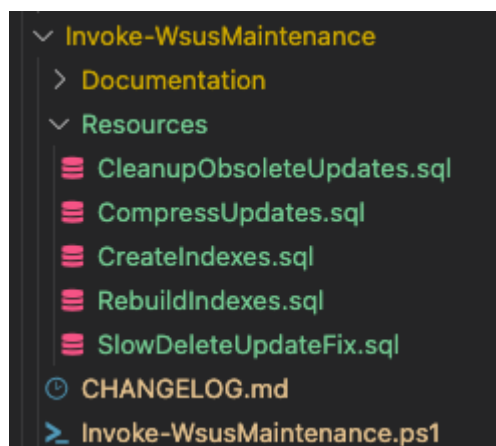 Invoke-WsusMaintenance
Documentation
Resources
CleanupObsoleteUpdates.sql
CompressUpdates.sql
CreateIndexes.sql
RebuildIndexes.sql
SlowDeleteUpdateFix.sql
CHANGELOG.md
Invoke-WsusMaintenance.ps1